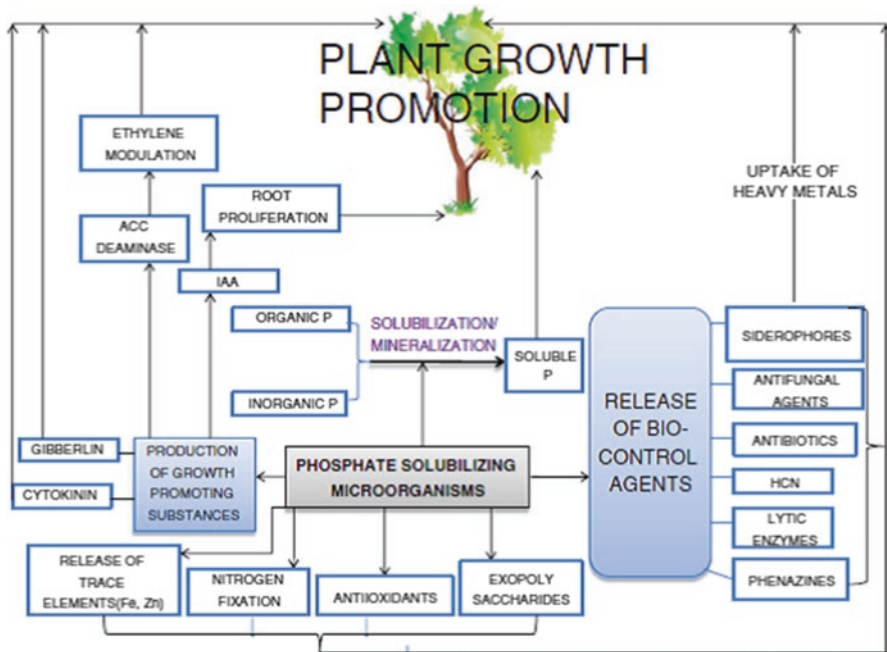 PLANT GROWTH
PROMOTION
ETHYLENE
MODULATION
ACC
DEAMINASE
ROOT
PROLIFERATION
IAA
UPTAKE OF
HEAVY METALS
ORGANIC P
SOLUBILIZATION/
MINERALIZATION
INORGANIC P
SOLUBLE
P
RELEASE
OF BIO-
CONTROL
AGENTS
SIDEROPHORES
ANTIFUNGAL
AGENTS
ANTIBIOTICS
HCN
LYTIC
ENZYMES
PHENAZINES
GIBBERLIN
CYTOKININ
PRODUCTION
OF GROWTH
PROMOTING
SUBSTANCES
PHOSPHATE SOLUBILIZING
MICROORGANISMS
RELEASE OF
TRACE
ELEMENTS(Fe, Zn)
NITROGEN
FIXATION
ANTIIOXIDANTS
EXOPOLY
SACCHARIDES